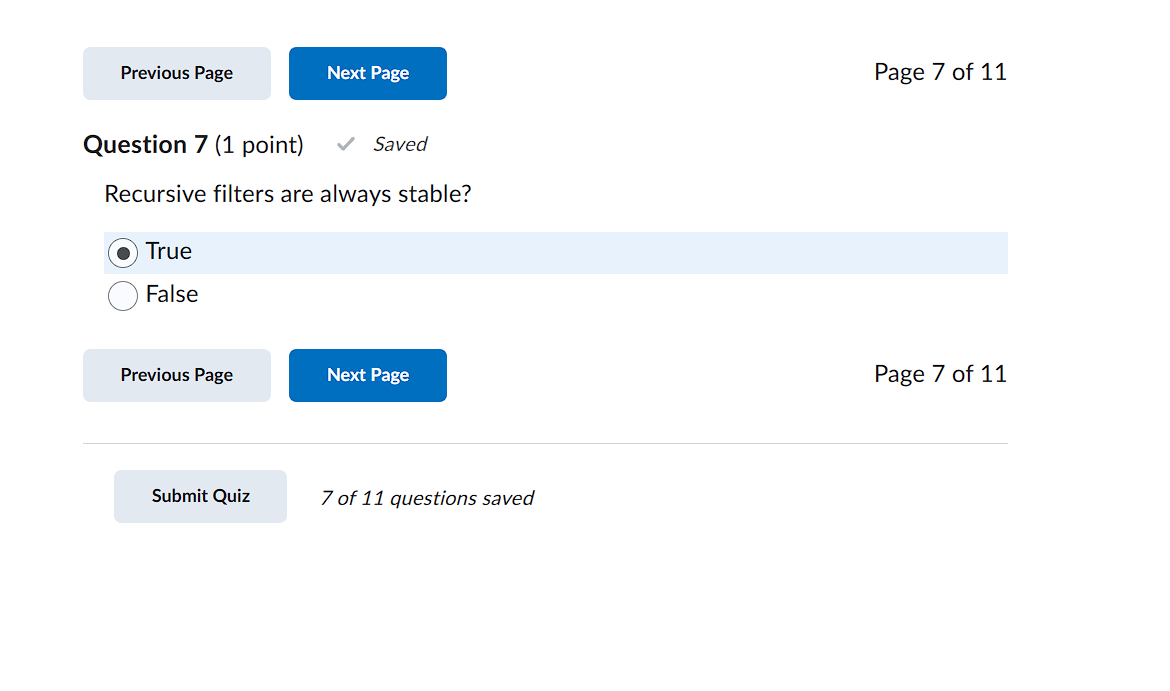 Previous Page Next Page Page 7 of 11
Question 7 (1 point) Saved
Recursive filters are always stable?
True
False
Previous Page Next Page Page 7 of 11
Submit Quiz 7 of 11 questions saved